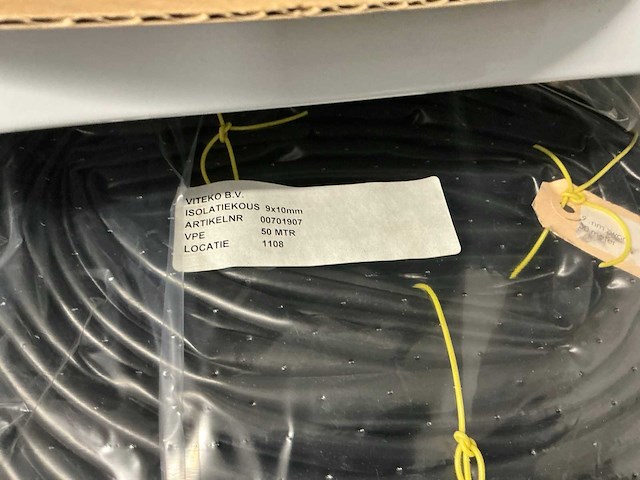 VITEKO B.V.
ISOLATIEKOUS 9x10mm
ARTIKELNR 00701907
VPE 50 MTR
LOCATIE 1108